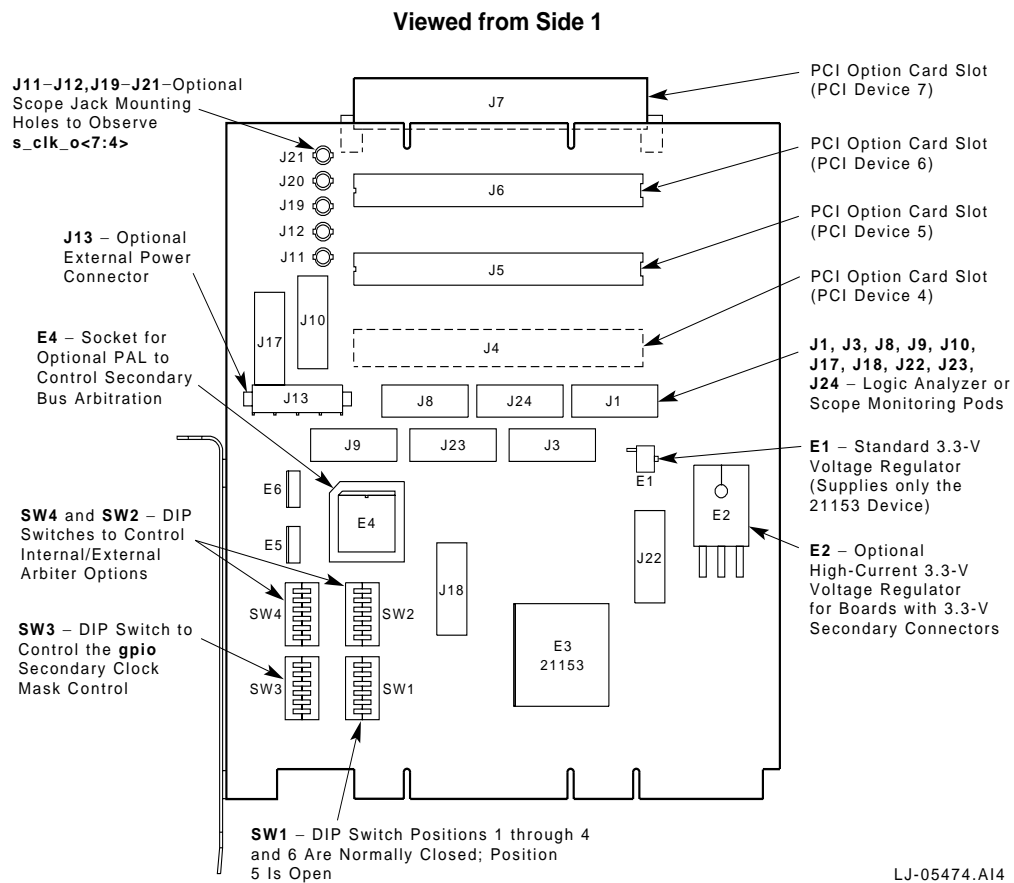 Viewed from Side 1
J11–J12,J19–J21–Optional
Scope Jack Mounting
Holes to Observe
s_clk_o<7:4>
J13 – Optional
External Power
Connector
E4 – Socket for
Optional PAL to
Control Secondary
Bus Arbitration
SW4 and SW2 – DIP
Switches to Control
Internal/External
Arbiter Options
SW3 – DIP Switch to
Control the gpio
Secondary Clock
Mask Control
J7
J21
J20
J19
J12
J11
J6
J5
J10
J17
J4
J13
J8
J24
J1
J9
J23
J3
E1
E6
E4
E2
E5
J18
J22
SW4
SW2
E3
21153
SW3
SW1
PCI Option Card Slot
(PCI Device 7)
PCI Option Card Slot
(PCI Device 6)
PCI Option Card Slot
(PCI Device 5)
PCI Option Card Slot
(PCI Device 4)
J1, J3, J8, J9, J10,
J17, J18, J22, J23,
J24 – Logic Analyzer or
Scope Monitoring Pods
E1 – Standard 3.3-V
Voltage Regulator
(Supplies only the
21153 Device)
E2 – Optional
High-Current 3.3-V
Voltage Regulator
for Boards with 3.3-V
Secondary Connectors
SW1 – DIP Switch Positions 1 through 4
and 6 Are Normally Closed; Position
5 Is Open
LJ-05474.AI4